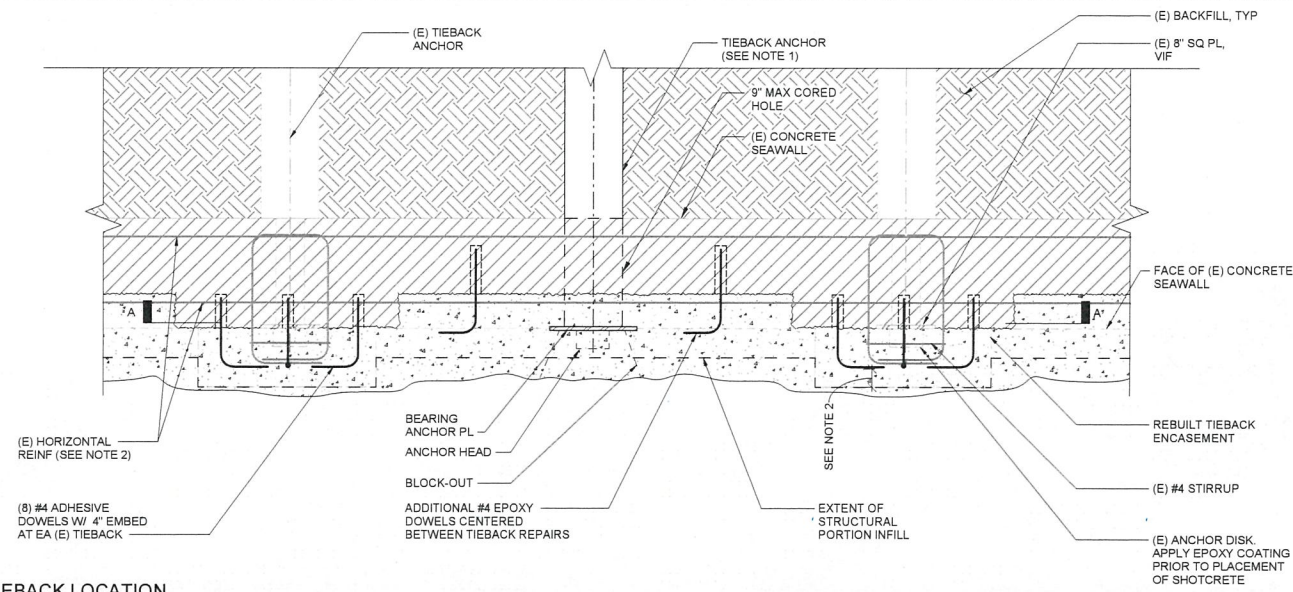 (E) TIEBACK
ANCHOR
TIEBACK ANCHOR
(SEE NOTE 1)
9" MAX CORED
HOLE
(E) CONCRETE
SEAWALL
(E) BACKFILL, TYP
(E) 8" SQ PL,
VIF
FACE OF (E) CONCRETE
SEAWALL
A
A'
(E) HORIZONTAL
REINF (SEE NOTE 2)
(8) #4 ADHESIVE
DOWELS W/ 4" EMBED
AT EA (E) TIEBACK
BEARING
ANCHOR PL
ANCHOR HEAD
BLOCK-OUT
ADDITIONAL #4 EPOXY
DOWELS CENTERED
BETWEEN TIEBACK REPAIRS
EXTENT OF
STRUCTURAL
PORTION INFILL
SEE NOTE 2
REBUILT TIEBACK
ENCASEMENT
(E) #4 STIRRUP
(E) ANCHOR DISK.
APPLY EPOXY COATING
PRIOR TO PLACEMENT
OF SHOTCRETE
LOCATION